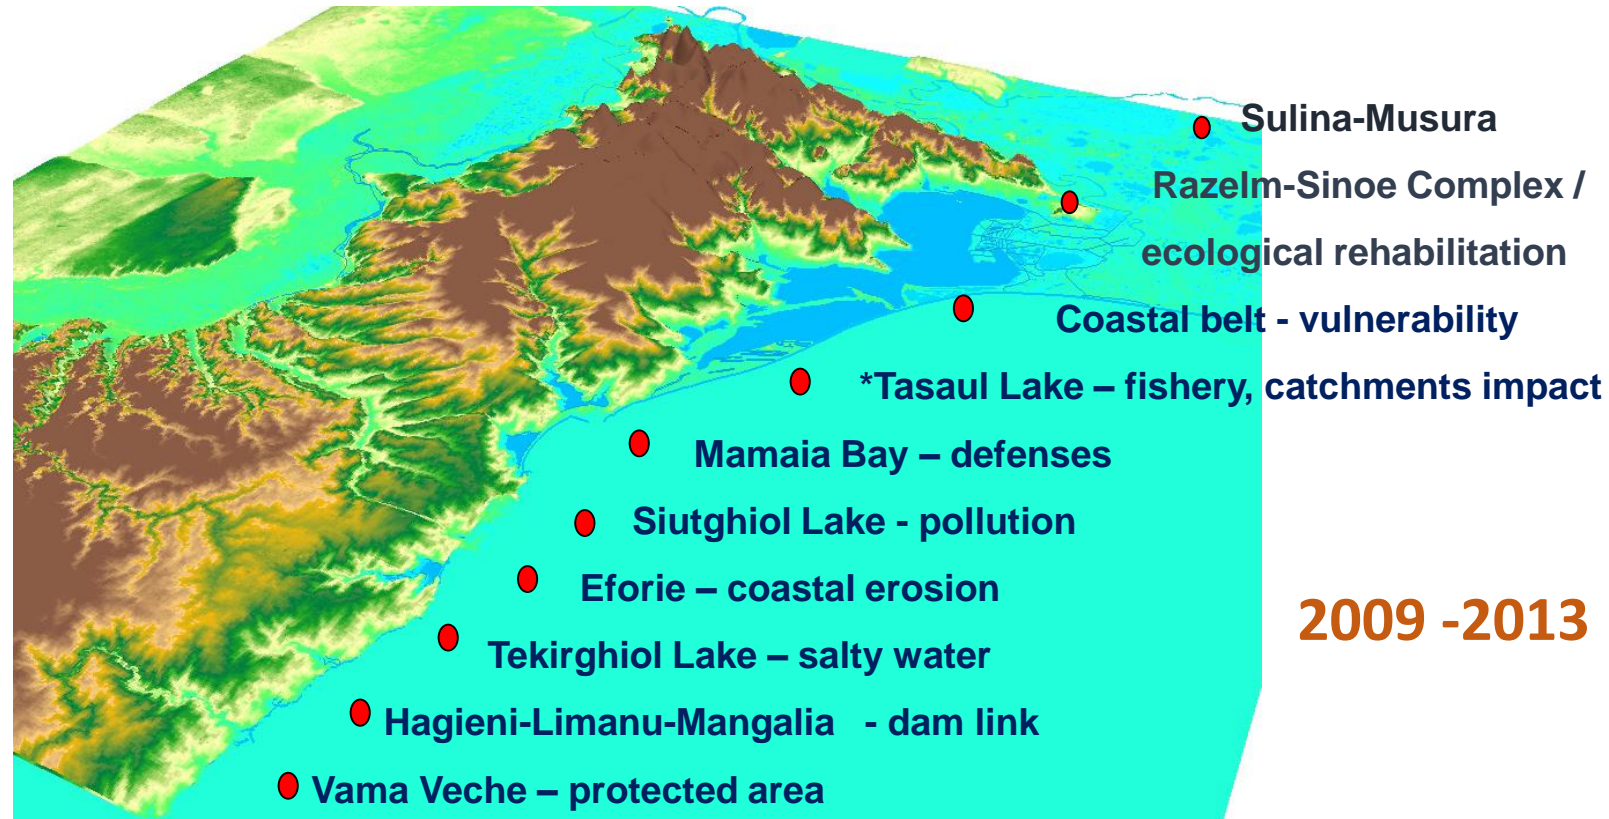 Sulina-Musura
Razelm-Sinoe Complex /
ecological rehabilitation
Coastal belt - vulnerability
*Tasaul Lake – fishery, catchments impact
Mamaia Bay – defenses
Siutghiol Lake - pollution
Eforie – coastal erosion
2009 -2013
Tekirghiol Lake – salty water
Hagieni-Limanu-Mangalia - dam link
Vama Veche – protected area